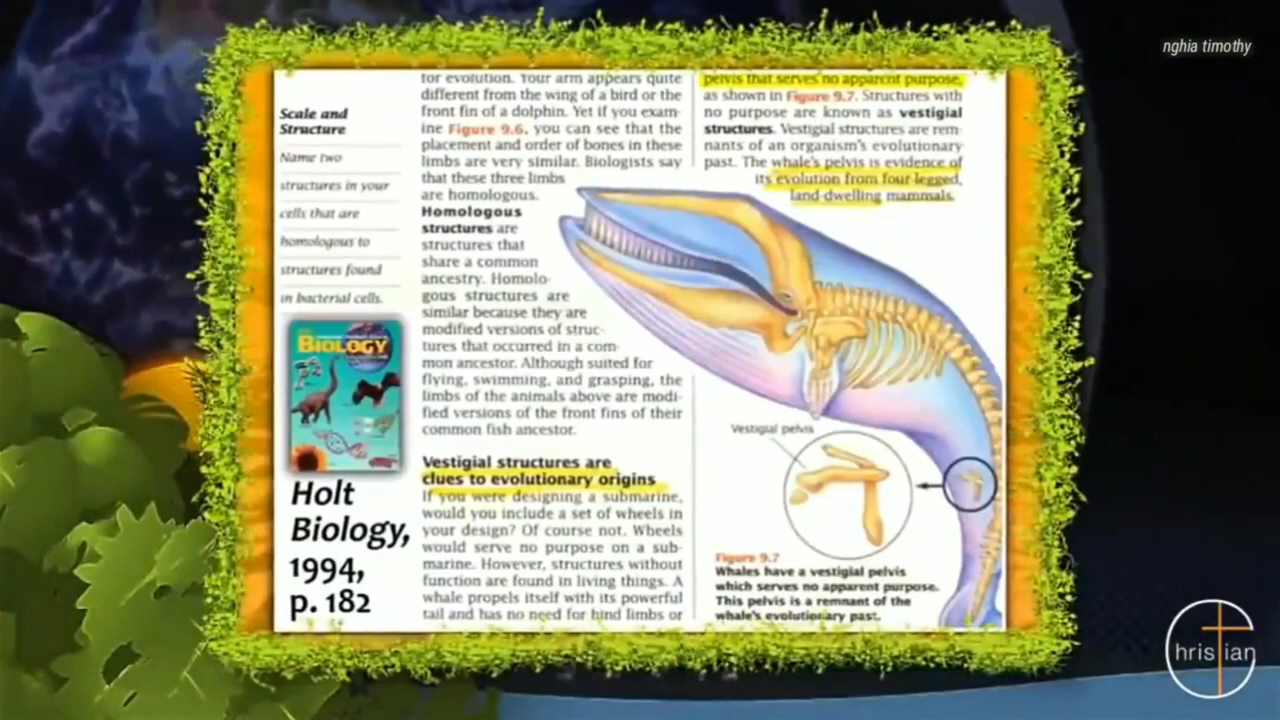 nghia timothy
Scale and
Structure
Name two
structures in your
cells that are
homologous to
structures found
in bacterial cells.
BIOLOGY
Holt
Biology,
1994,
p. 182
for evolution. Your arm appears quite
different from the wing of a bird or the
front fin of a dolphin. Yet if you exam-
ine Figure 9.6, you can see that the
placement and order of bones in these
limbs are very similar. Biologists say
that these three limbs
are homologous.
Homologous
structures are
structures that
share a common
ancestry. Homolo-
gous structures are
similar because they are
modified versions of struc-
tures that occurred in a com-
mon ancestor. Although suited for
flying, swimming, and grasping, the
limbs of the animals above are modi-
fied versions of the front fins of their
common fish ancestor.
Vestigial structures are
clues to evolutionary origins
If you were designing a submarine,
would you include a set of wheels in
your design? Of course not. Wheels
would serve no purpose on a sub-
marine. However, structures without
function are found in living things. A
whale propels itself with its powerful
tail and has no need for hind limbs or
pelvis that serves no apparent purpose,
as shown in Figure 9.7. Structures with
no purpose are known as vestigial
structures. Vestigial structures are rem-
nants of an organism's evolutionary
past. The whale's pelvis is evidence of
its evolution from four-legged,
land-dwelling mammals.
Vestigial pelvis
Figure 9.7
Whales have a vestigial pelvis
which serves no apparent purpose.
This pelvis is a remnant of the
whale's evolutionary past.
hristian